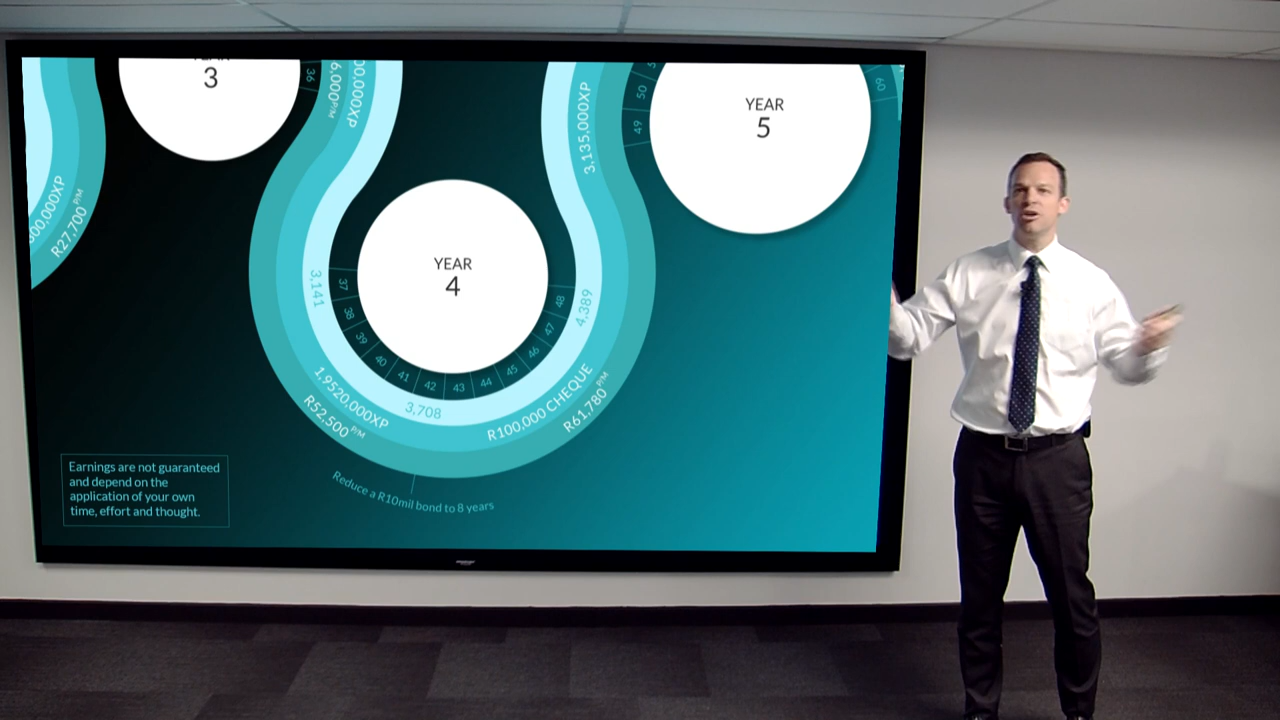 YEAR
3
36
YEAR
5
49
50
60
300,000XP
R27,700 P/M
3,135,000XP
YEAR
4
37
38
39
40
41
42
43
44
45
46
47
48
3,141
3,708
4,389
1,9520,000XP
R52,500 P/M
R100,000 CHEQUE
R61,780 P/M
Reduce a R10mil bond to 8 years
Earnings are not guaranteed
and depend on the
application of your own
time, effort and thought.